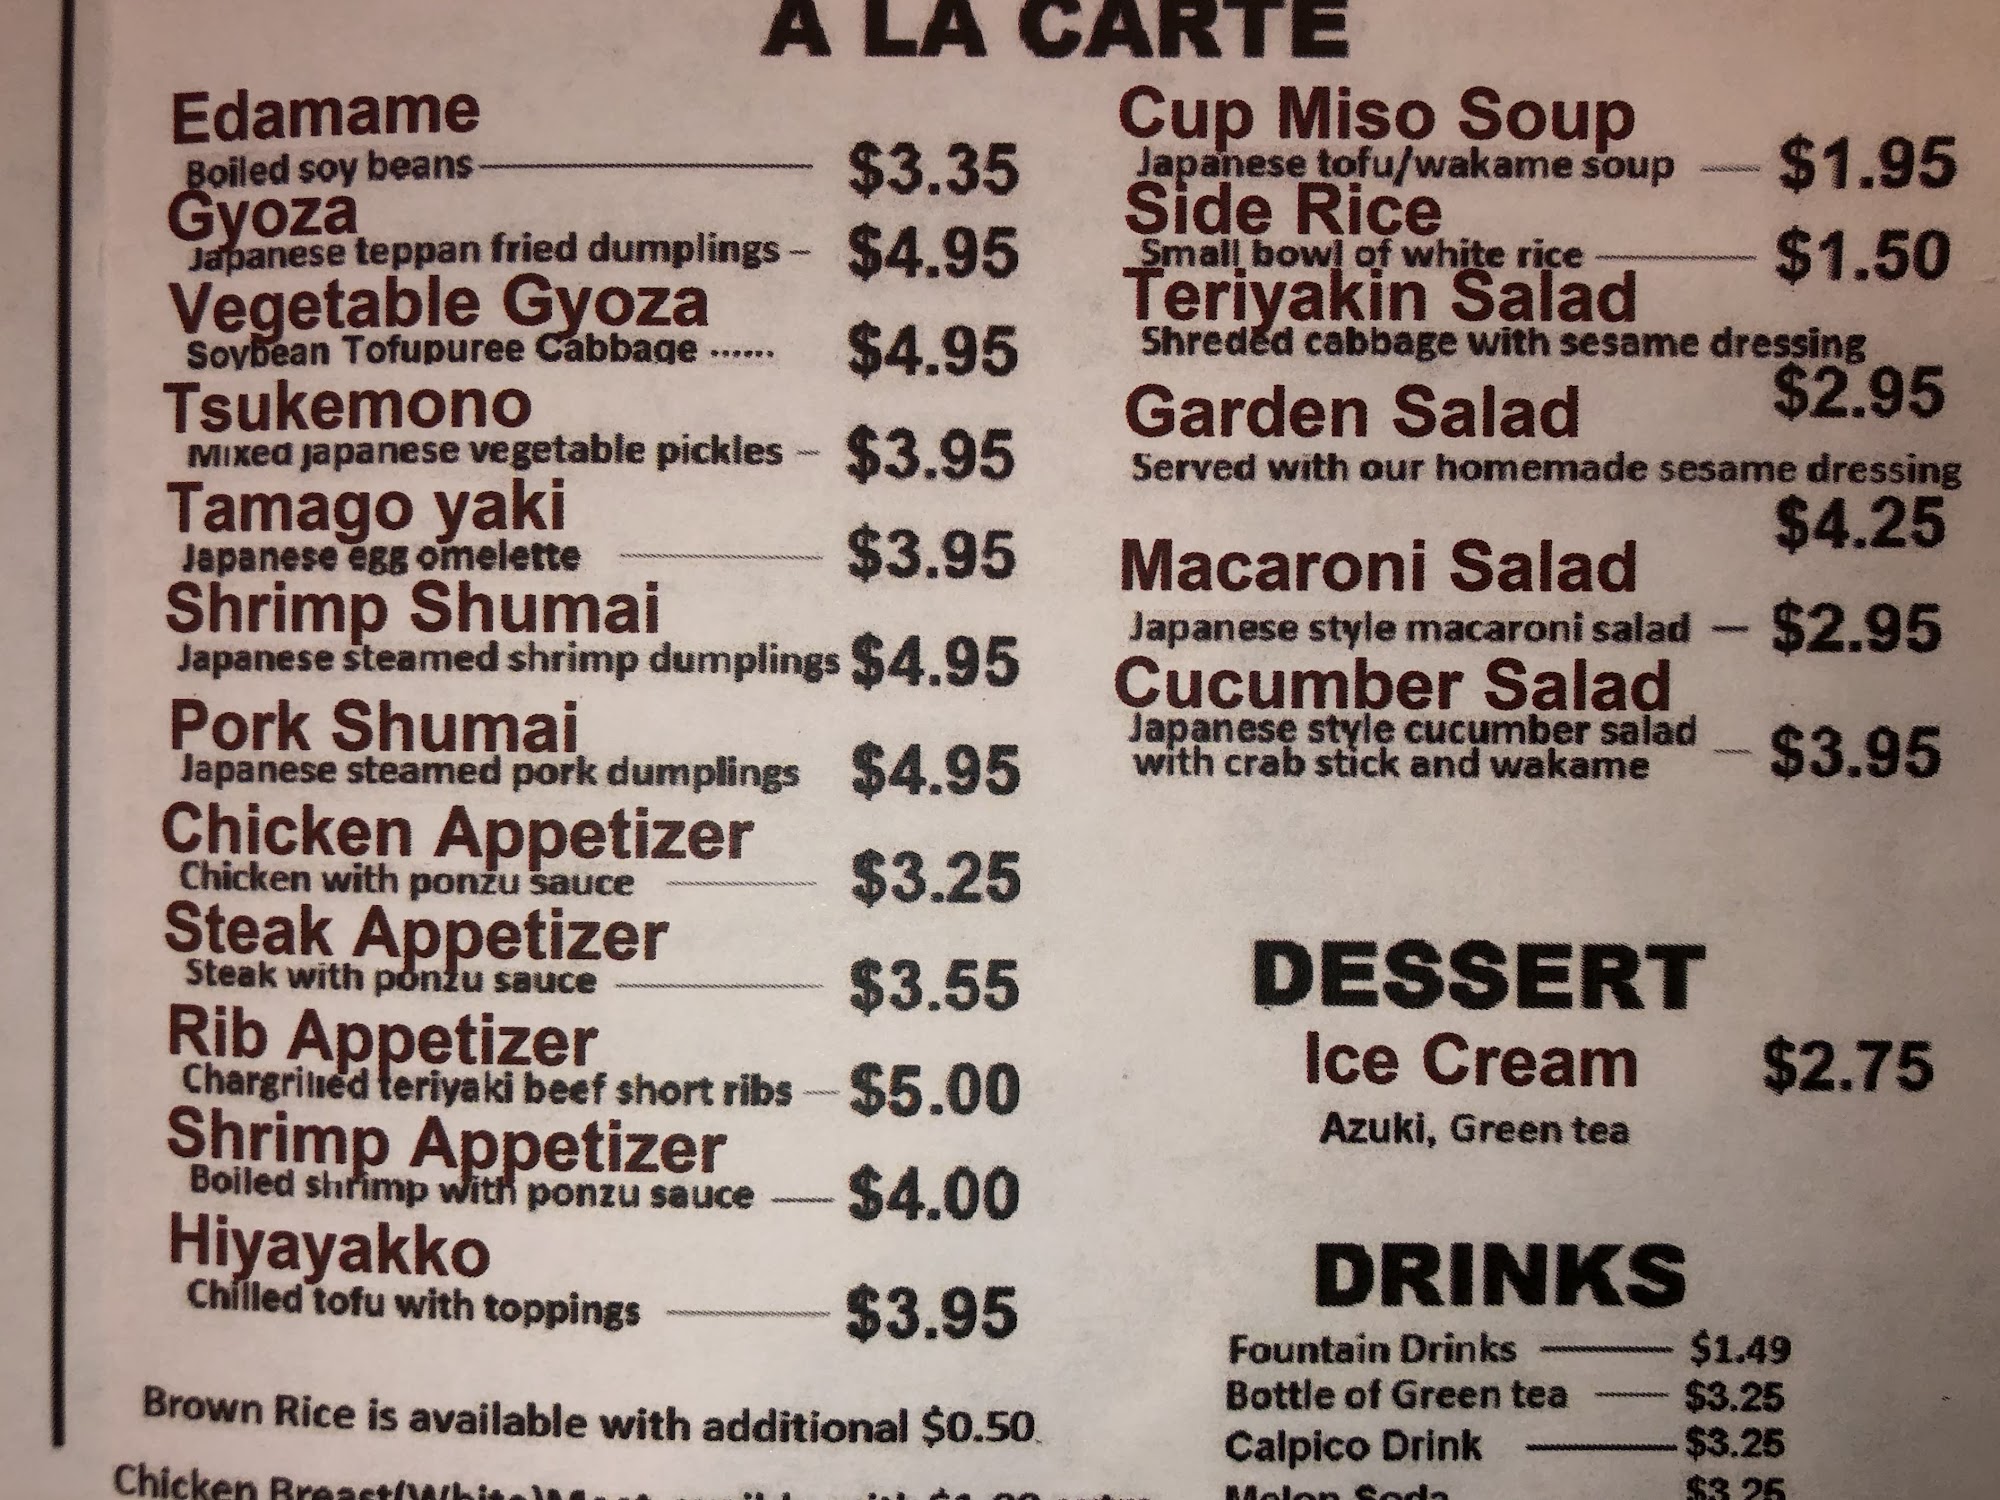 A LA CARTE
Edamame
Boiled soy beans $3.35
Gyoza
Japanese teppan fried dumplings $4.95
Vegetable Gyoza
Soybean Tofupuree Cabbage ...... $4.95
Tsukemono
Mixed Japanese vegetable pickles $3.95
Tamago yaki
Japanese egg omelette $3.95
Shrimp Shumai
Japanese steamed shrimp dumplings $4.95
Pork Shumai
Japanese steamed pork dumplings $4.95
Chicken Appetizer
Chicken with ponzu sauce $3.25
Steak Appetizer
Steak with ponzu sauce $3.55
Rib Appetizer
Chargrilled teriyaki beef short ribs $5.00
Shrimp Appetizer
Boiled shrimp with ponzu sauce $4.00
Hiyayakko
Chilled tofu with toppings $3.95
Brown Rice is available with additional $0.50
Chicken Breast(White)
Cup Miso Soup
Japanese tofu/wakame soup $1.95
Side Rice
Small bowl of white rice $1.50
Teriyakin Salad
Shreded cabbage with sesame dressing
$2.95
Garden Salad
Served with our homemade sesame dressing
$4.25
Macaroni Salad
Japanese style macaroni salad $2.95
Cucumber Salad
Japanese style cucumber salad
with crab stick and wakame $3.95
DESSERT
Ice Cream $2.75
Azuki, Green tea
DRINKS
Fountain Drinks $1.49
Bottle of Green tea $3.25
Calpico Drink $3.25
Melon Soda $3.25